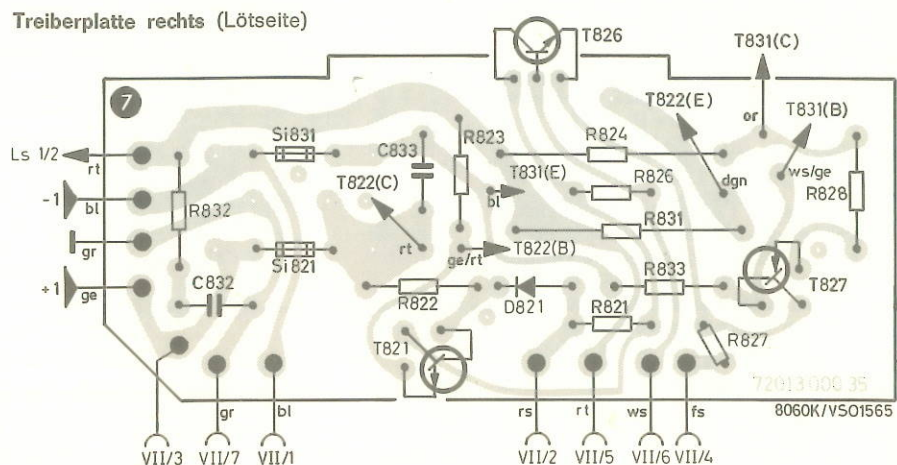 Treiberplatte rechts (Lötseite)
T826
T831(C)
7
T822(E)
T831(B)
or
Si831
C833
R823
R824
Ls 1/2
rt
T822(C)
T831(E)
bl
R826
dgn
ws/ge
R828
-1
bl
R832
R831
gr
Si821
rt
ge/rt
T822(B)
+1
ge
C832
R822
D821
R833
T827
R821
T821
R827
72013 000 35
gr
bl
rs
rt
ws
fs
8060K/VSO1565
VII/3
VII/7
VII/1
VII/2
VII/5
VII/6
VII/4